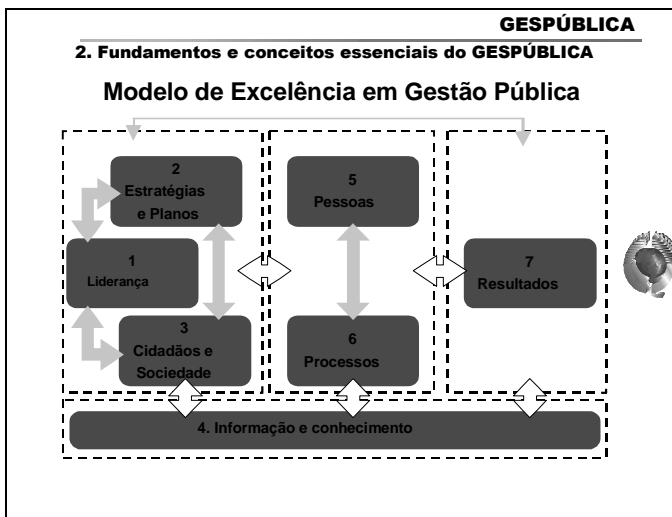 GESPÚBLICA
2. Fundamentos e conceitos essenciais do GESPÚBLICA
Modelo de Excelência em Gestão Pública
2
Estratégias
e Planos
1
Liderança
3
Cidadãos e
Sociedade
5
Pessoas
6
Processos
7
Resultados
4. Informação e conhecimento